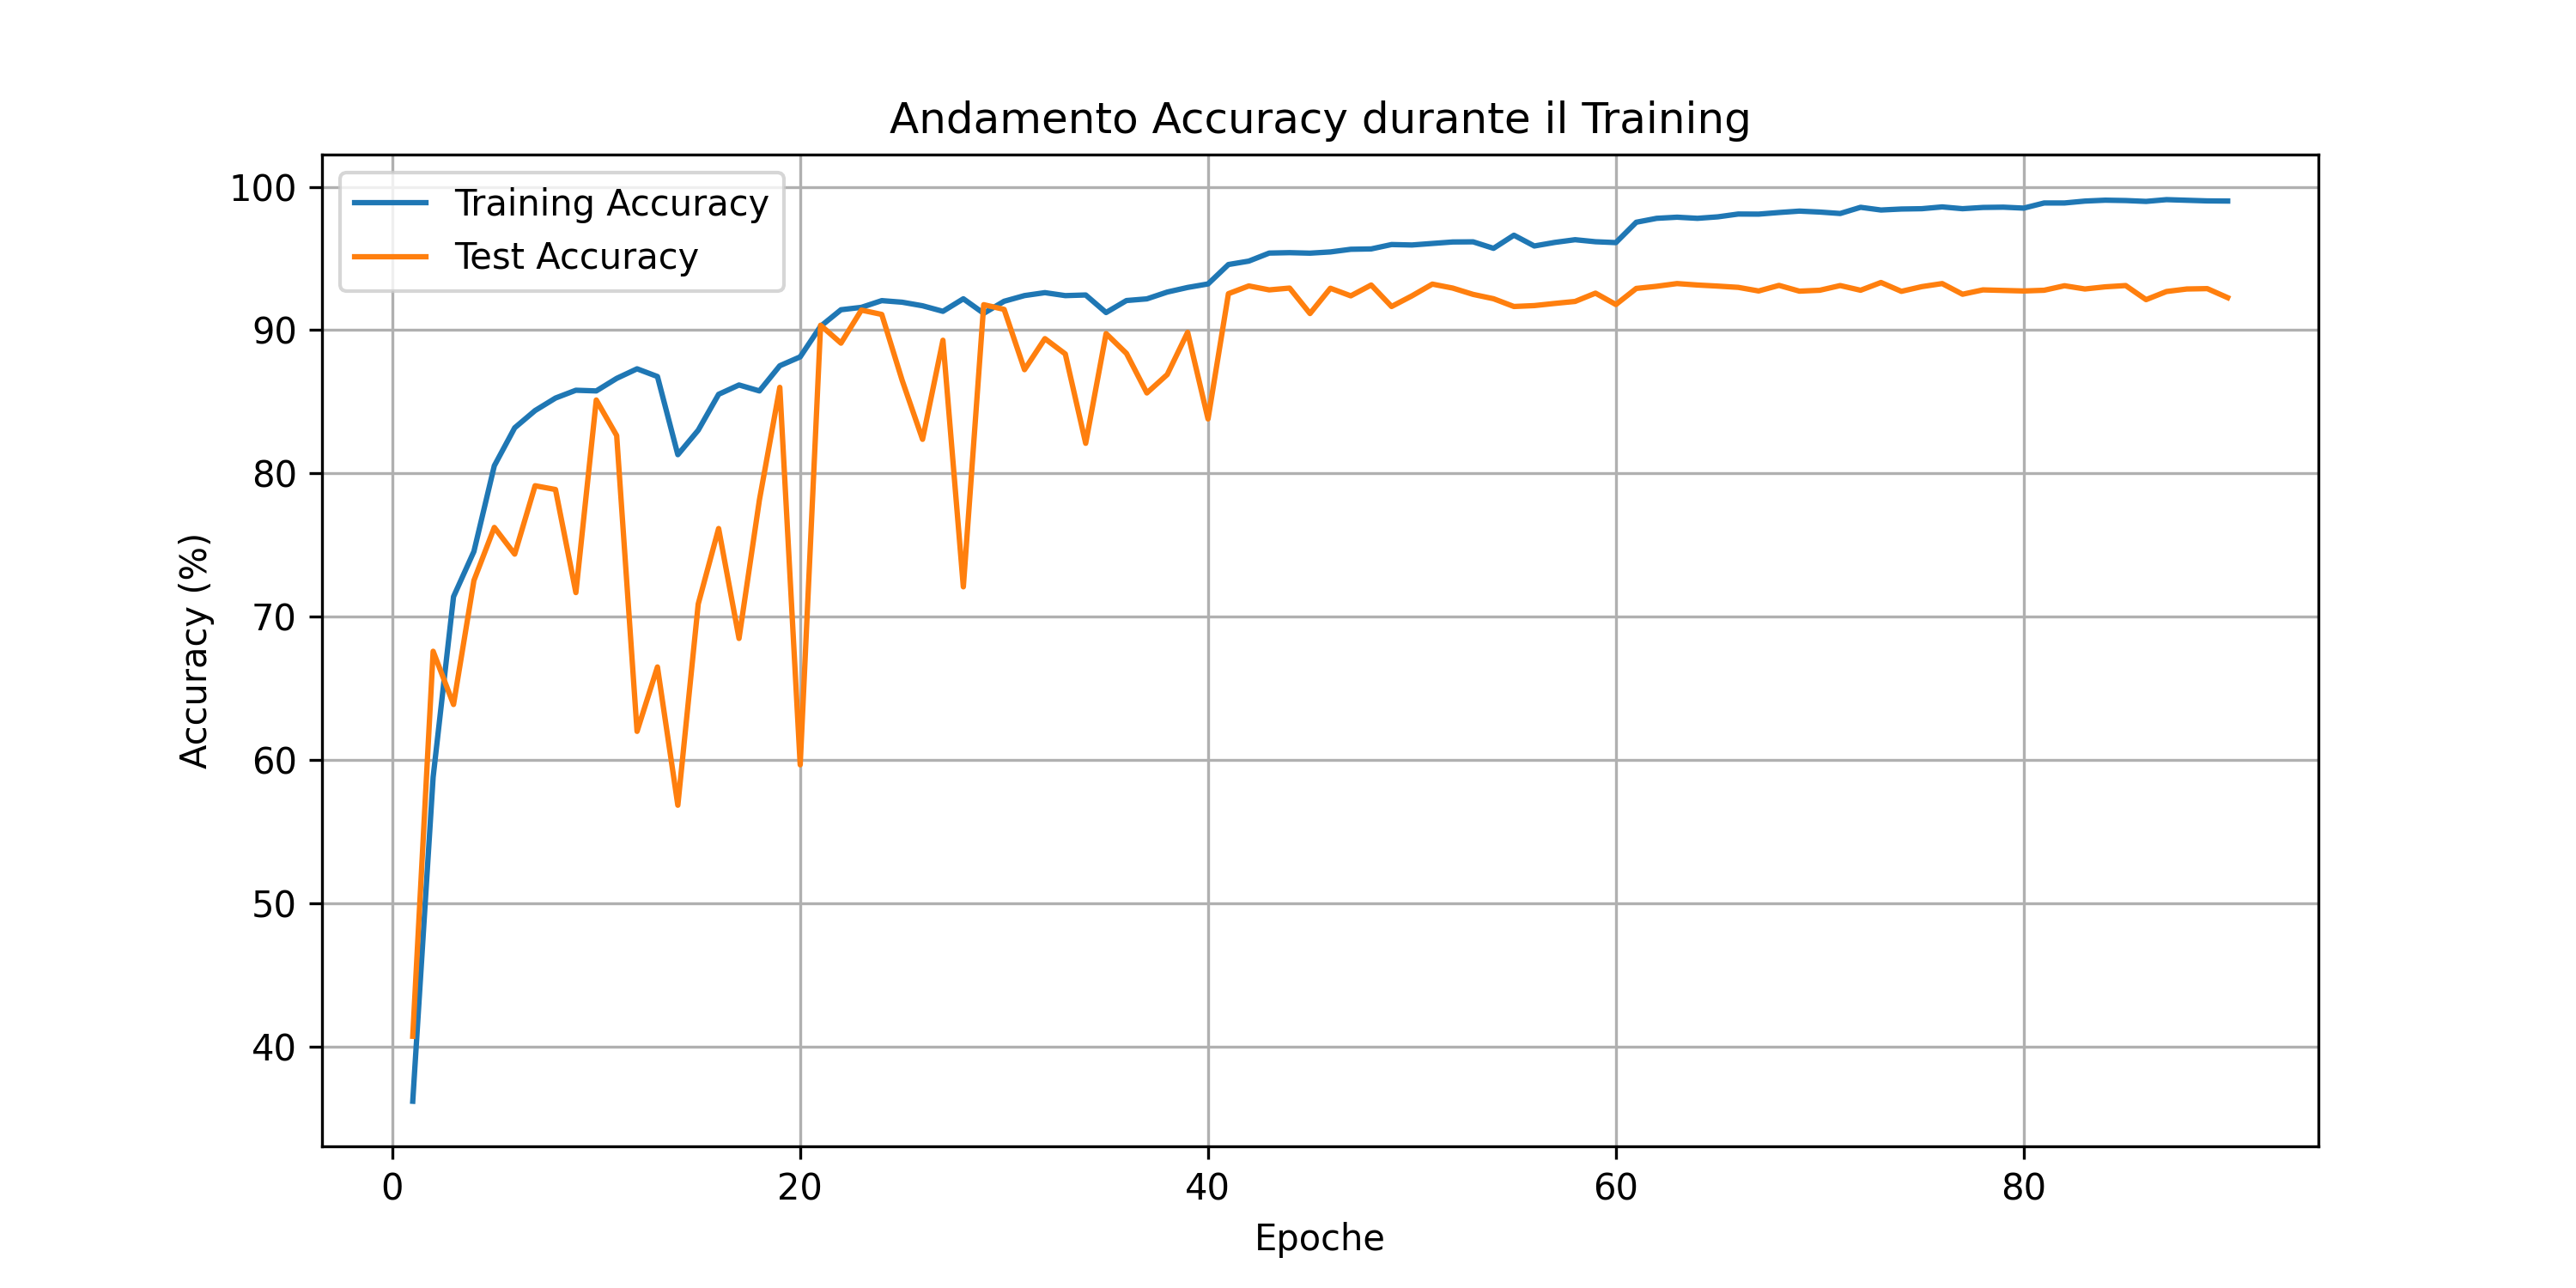 Andamento Accuracy durante il Training
Training Accuracy
Test Accuracy
Accuracy (%)
100
90
80
70
60
50
40
0 20 40 60 80
Epoche